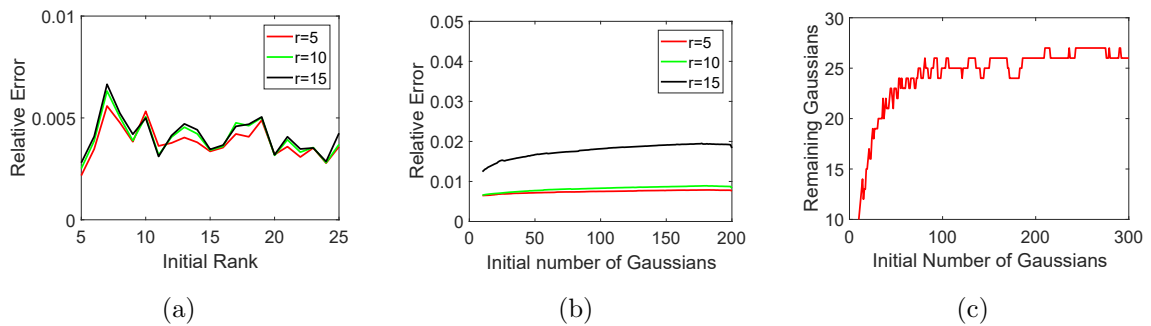 0.01
0.005
0
Relative Error
5
10
15
20
25
Initial Rank
r=5
r=10
r=15
(a)
0.05
0.04
0.03
0.02
0.01
0
Relative Error
0
50
100
150
200
Initial number of Gaussians
r=5
r=10
r=15
(b)
30
25
20
15
10
Remaining Gaussians
0
100
200
300
Initial Number of Gaussians
(c)